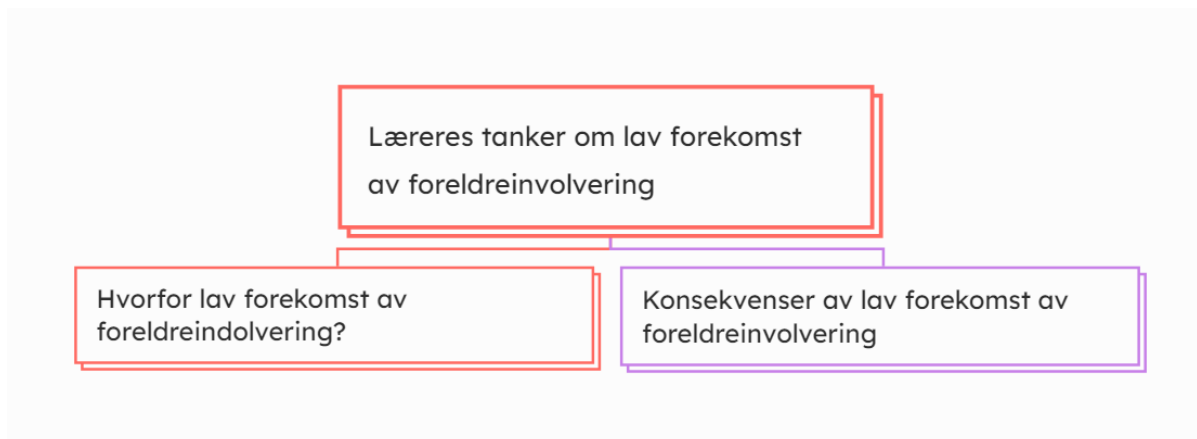 Læreres tanker om lav forekomst
av foreldreinvolvering
Hvorfor lav forekomst av
foreldreindolvering?
Konsekvenser av lav forekomst av
foreldreinvolvering